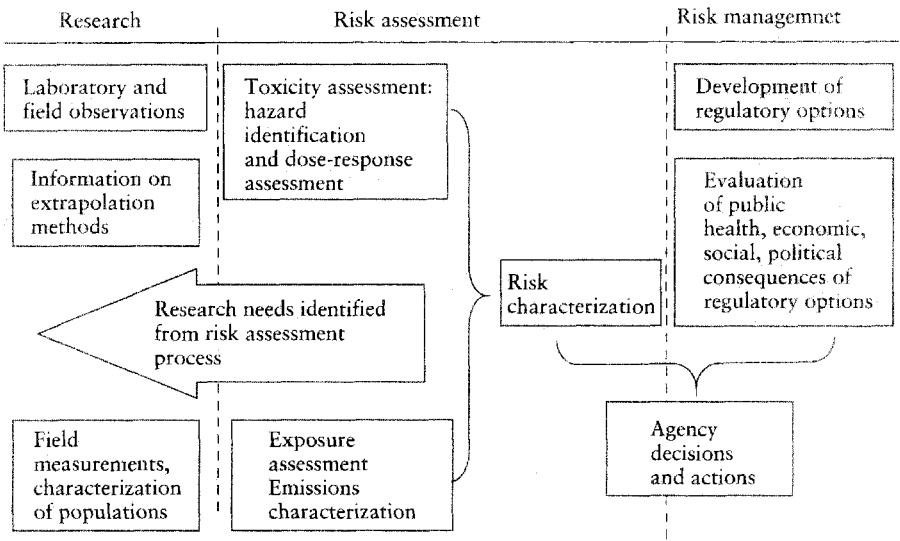 Research
Risk assessment
Risk managemnet
Laboratory and
field observations
Information on
extrapolation
methods
Toxicity assessment:
hazard
identification
and dose-response
assessment
Research needs identified
from risk assessment
process
Field
measurements,
characterization
of populations
Exposure
assessment
Emissions
characterization
Risk
characterization
Development of
regulatory options
Evaluation
of public
health, economic,
social, political
consequences of
regulatory options
Agency
decisions
and actions